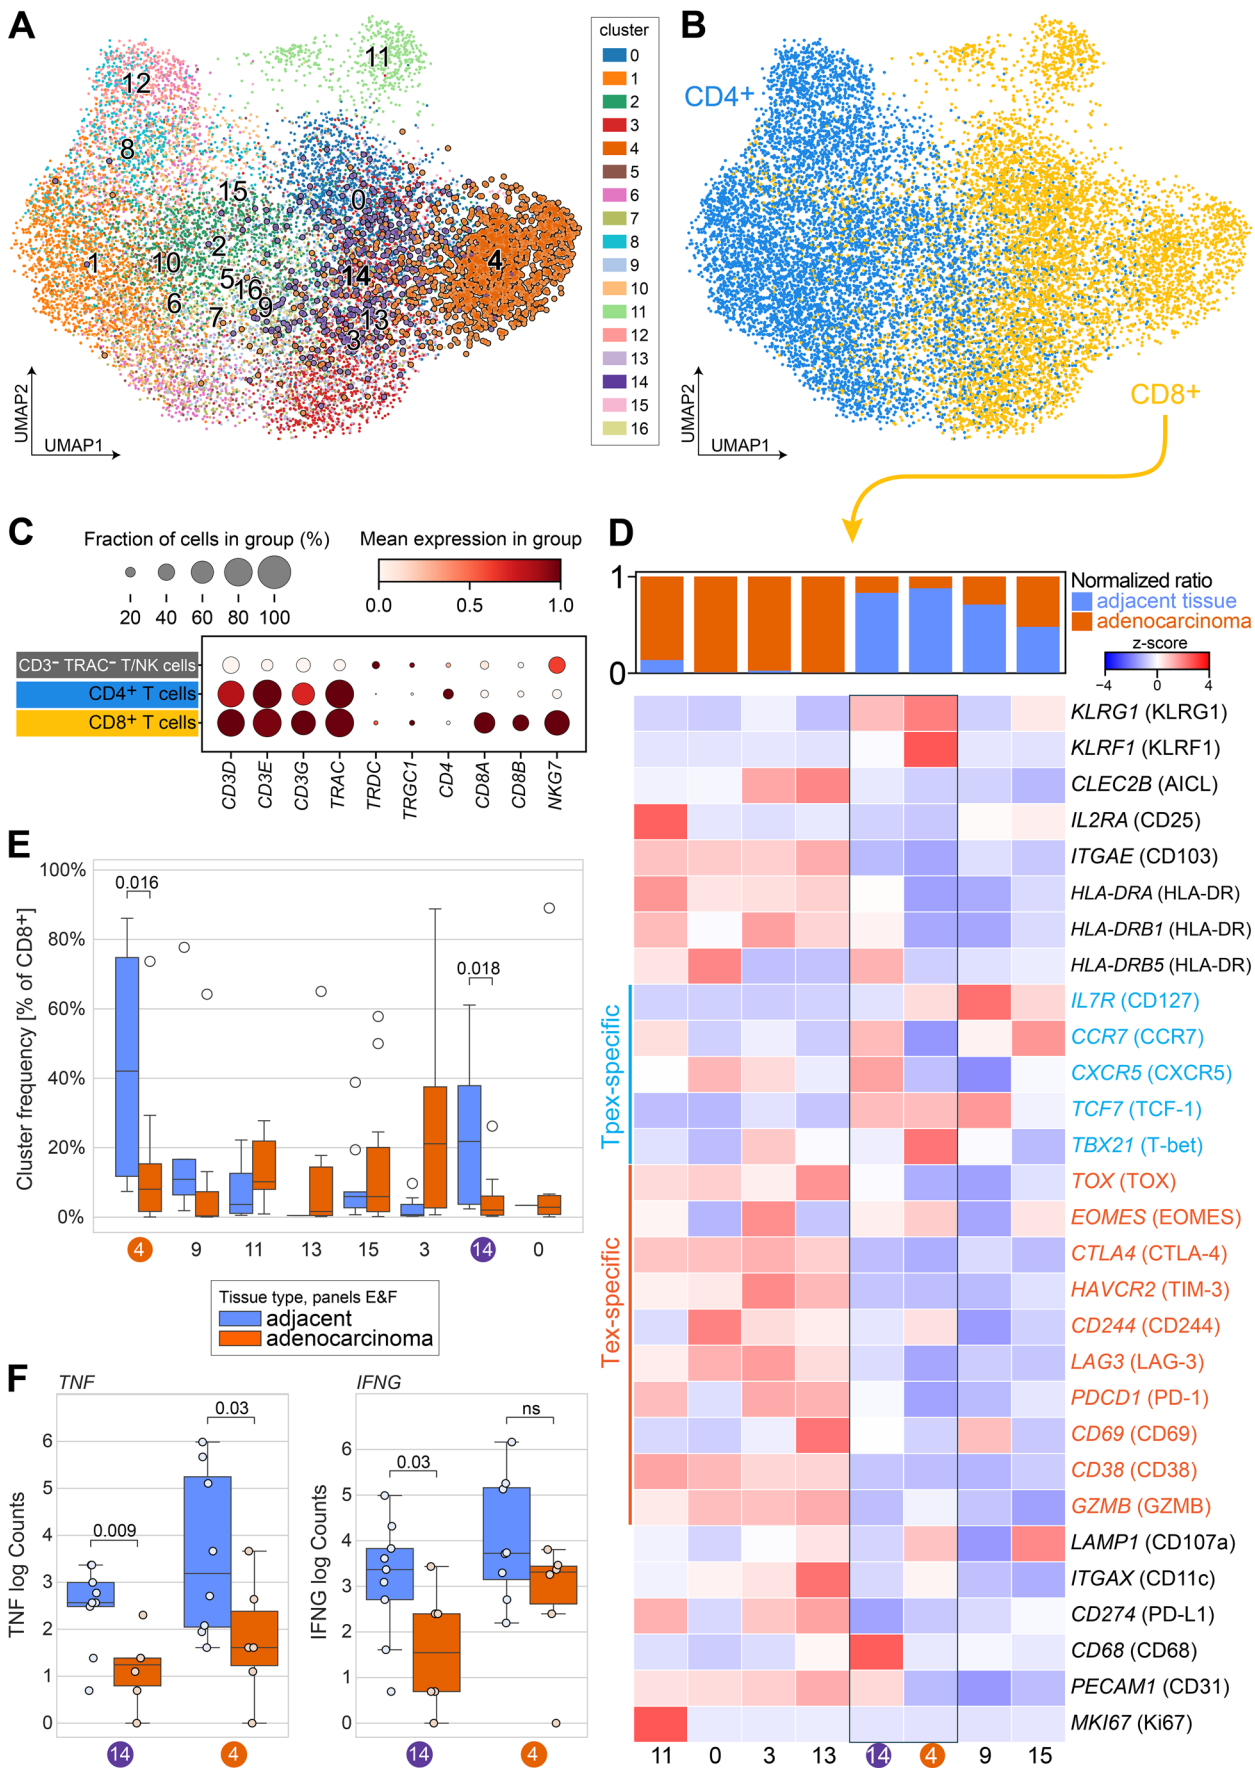 A
12
11
8
15
0
1
10
2
14
4
5
16
6
7
9
13
3
UMAP2
UMAP1
cluster
0
1
2
3
4
5
6
7
8
9
10
11
12
13
14
15
16
B
CD4+
CD8+
UMAP2
UMAP1
C
Fraction of cells in group (%)
20 40 60 80 100
Mean expression in group
0.0 0.5 1.0
CD3⁻ TRAC⁻ T/NK cells
CD4⁺ T cells
CD8⁺ T cells
CD3D
CD3E
CD3G
TRAC
TRDC
TRGC1
CD4
CD8A
CD8B
NKG7
D
1
0
Normalized ratio
adjacent tissue
adenocarcinoma
z-score
−4 0 4
KLRG1 (KLRG1)
KLRF1 (KLRF1)
CLEC2B (AICL)
IL2RA (CD25)
ITGAE (CD103)
HLA-DRA (HLA-DR)
HLA-DRB1 (HLA-DR)
HLA-DRB5 (HLA-DR)
Tpex-specific
IL7R (CD127)
CCR7 (CCR7)
CXCR5 (CXCR5)
TCF7 (TCF-1)
TBX21 (T-bet)
Tex-specific
TOX (TOX)
EOMES (EOMES)
CTLA4 (CTLA-4)
HAVCR2 (TIM-3)
CD244 (CD244)
LAG3 (LAG-3)
PDCD1 (PD-1)
CD69 (CD69)
CD38 (CD38)
GZMB (GZMB)
LAMP1 (CD107a)
ITGAX (CD11c)
CD274 (PD-L1)
CD68 (CD68)
PECAM1 (CD31)
MKI67 (Ki67)
11 0 3 13 14 4 9 15
E
Cluster frequency [% of CD8+]
100%
80%
60%
40%
20%
0%
0.016
0.018
4 9 11 13 15 3 14 0
Tissue type, panels E&F
adjacent
adenocarcinoma
F
TNF
TNF log Counts
6
5
4
3
2
1
0
0.009
0.03
14 4
IFNG
IFNG log Counts
6
5
4
3
2
1
0
0.03
ns
14 4